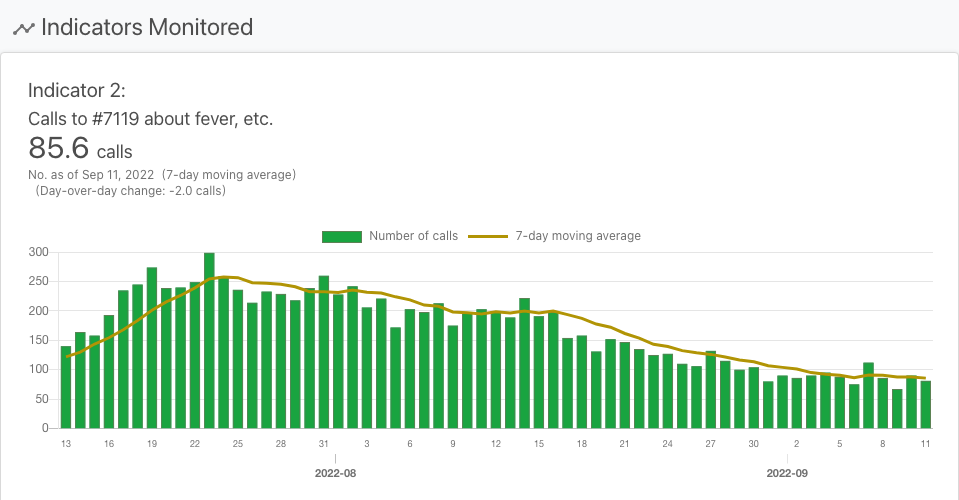 Indicators Monitored
Indicator 2:
Calls to #7119 about fever, etc.
85.6 calls
No. as of Sep 11, 2022 (7-day moving average)
(Day-over-day change: -2.0 calls)
Number of calls 7-day moving average
300
250
200
150
100
50
0
13 16 19 22 25 28 31 3 6 9 12 15 18 21 24 27 30 2 5 8 11
2022-08 2022-09